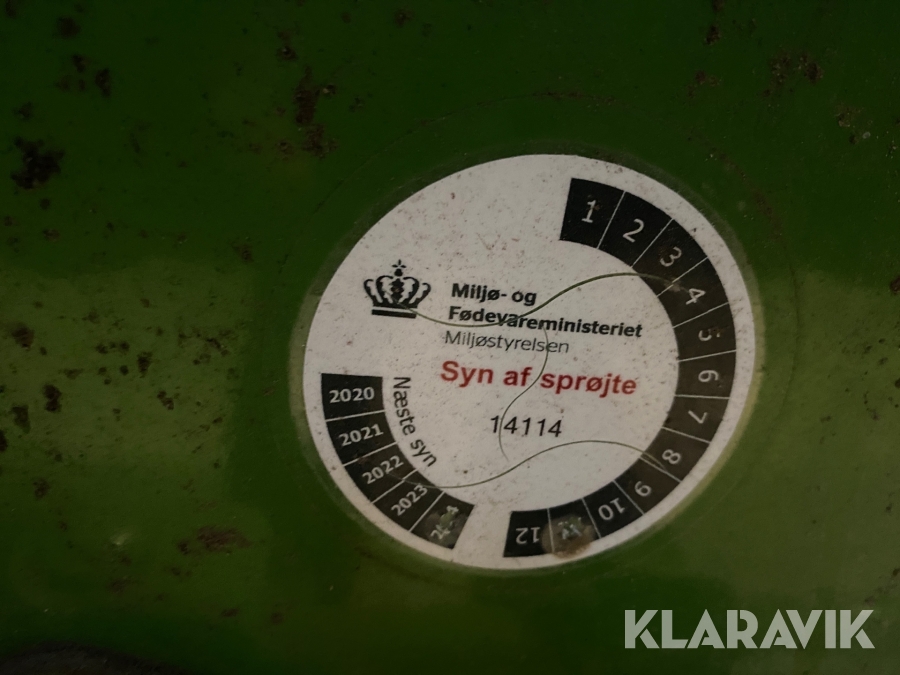 Miljø- og
Fødevareministeriet
Miljøstyrelsen
Syn af sprøjte
14114
Næste syn
2020
2021
2022
2023
1
2
3
4
5
6
7
8
9
10
12
KLARAVIK